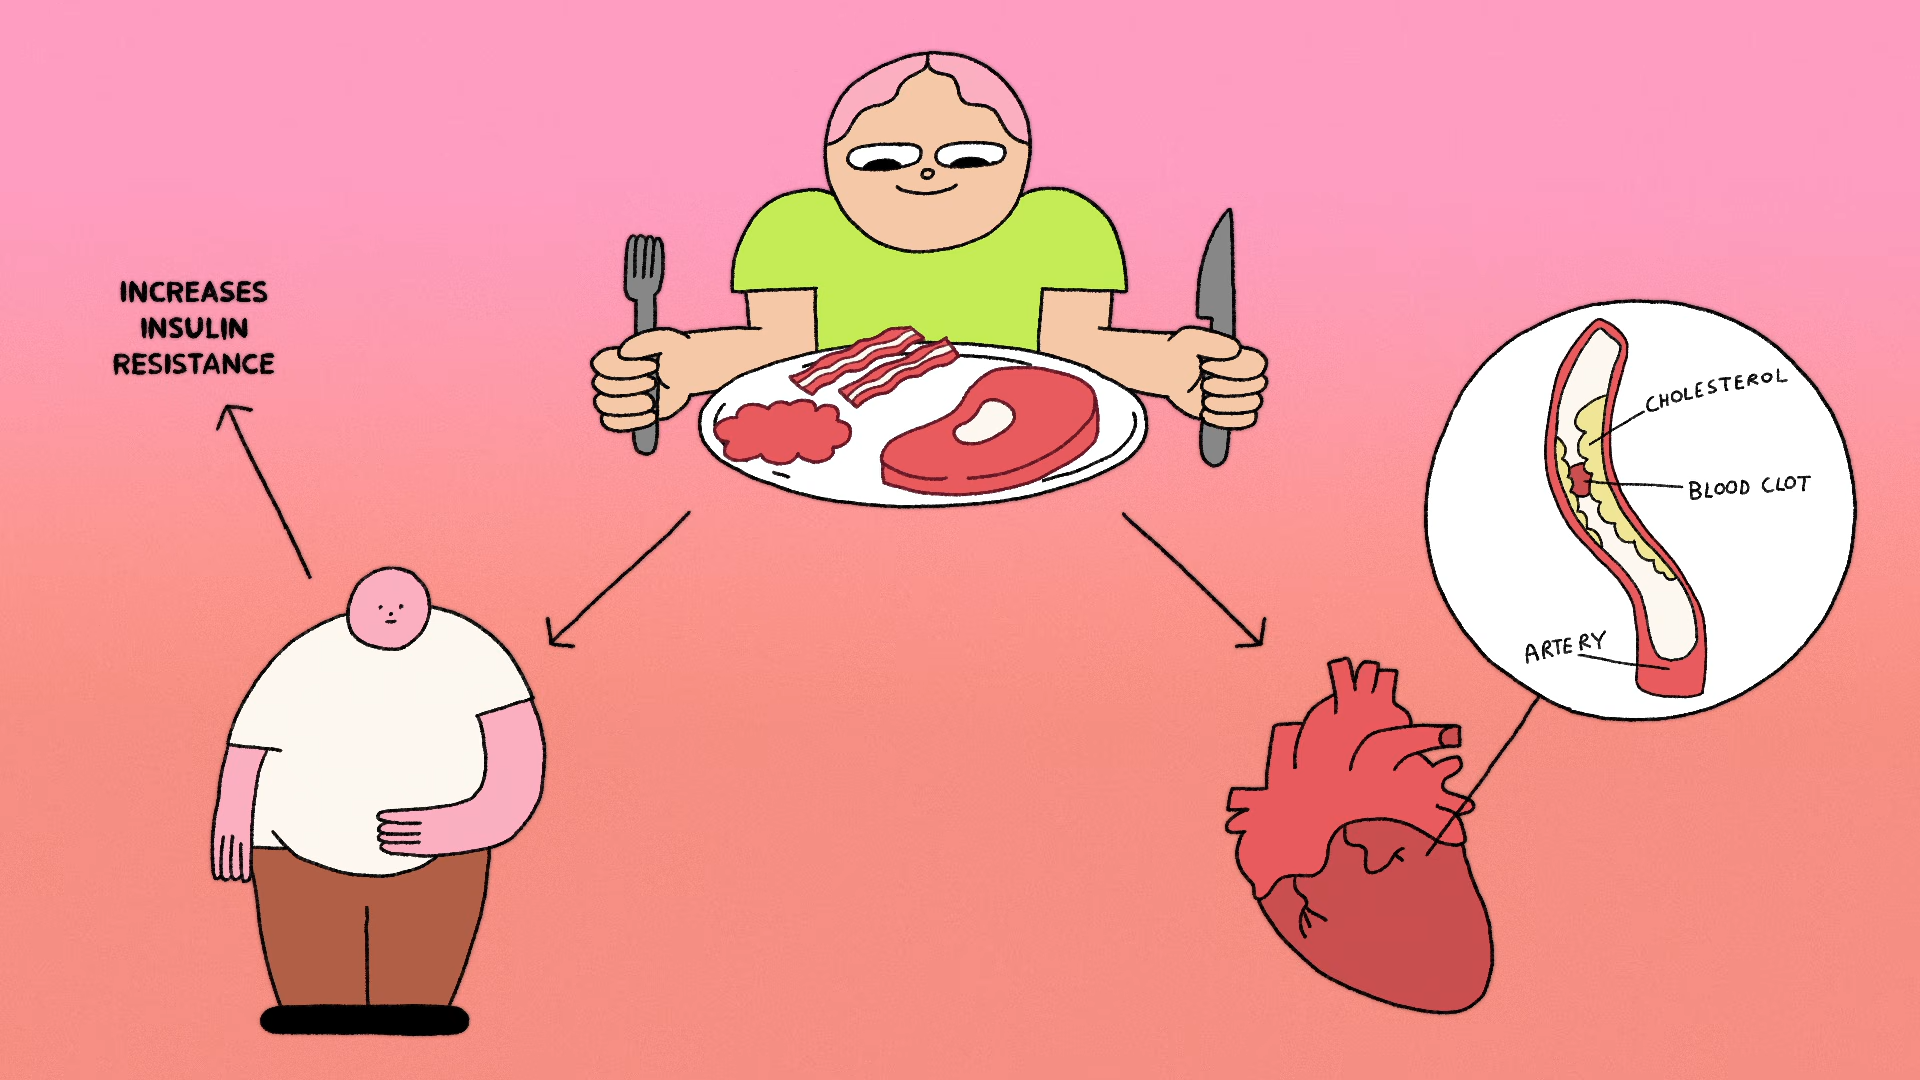 INCREASES
INSULIN
RESISTANCE
CHOLESTEROL
BLOOD CLOT
ARTERY